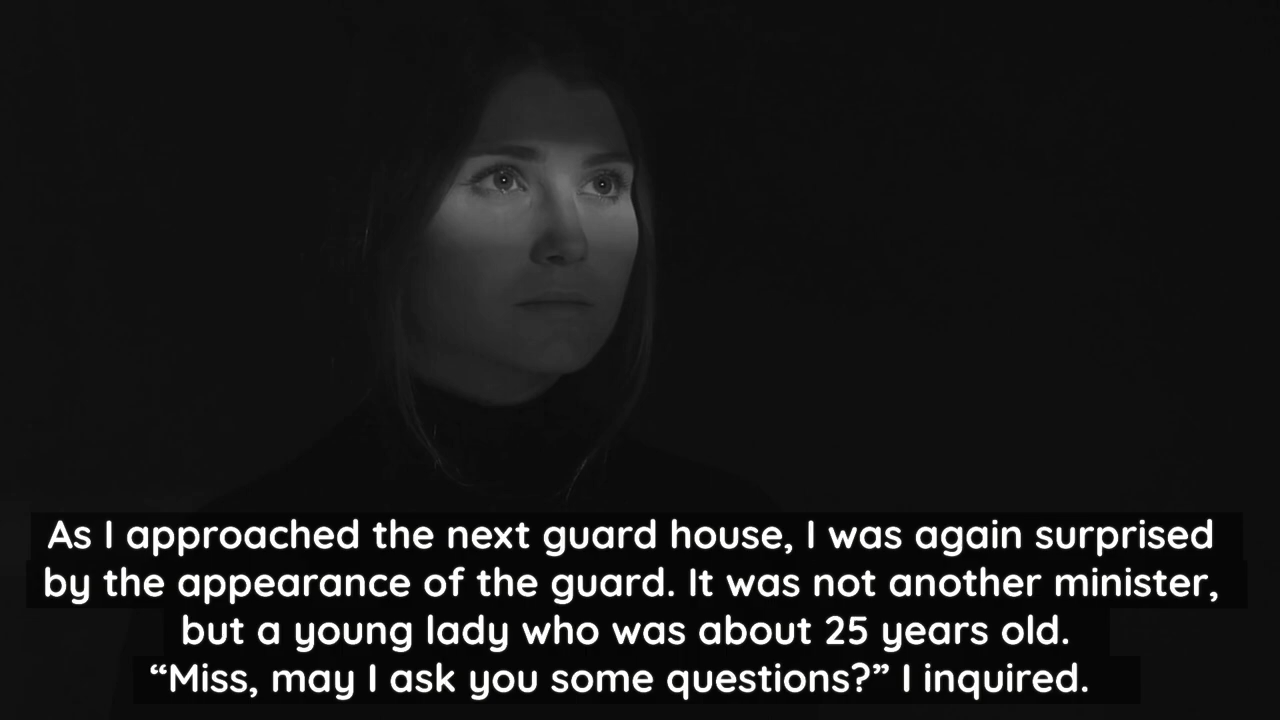 As I approached the next guard house, I was again surprised
by the appearance of the guard. It was not another minister,
but a young lady who was about 25 years old.
“Miss, may I ask you some questions?” I inquired.